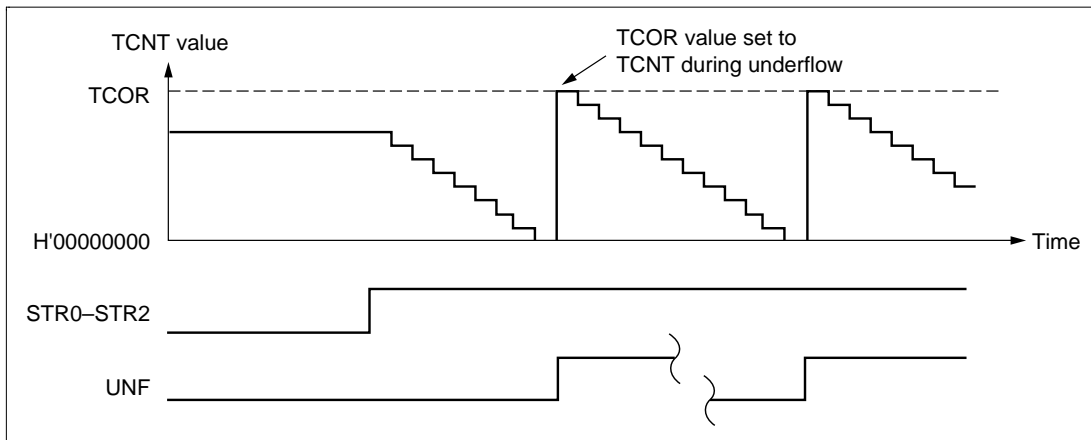 TCNT value
TCOR value set to
TCNT during underflow
TCOR
H'00000000
Time
STR0–STR2
UNF